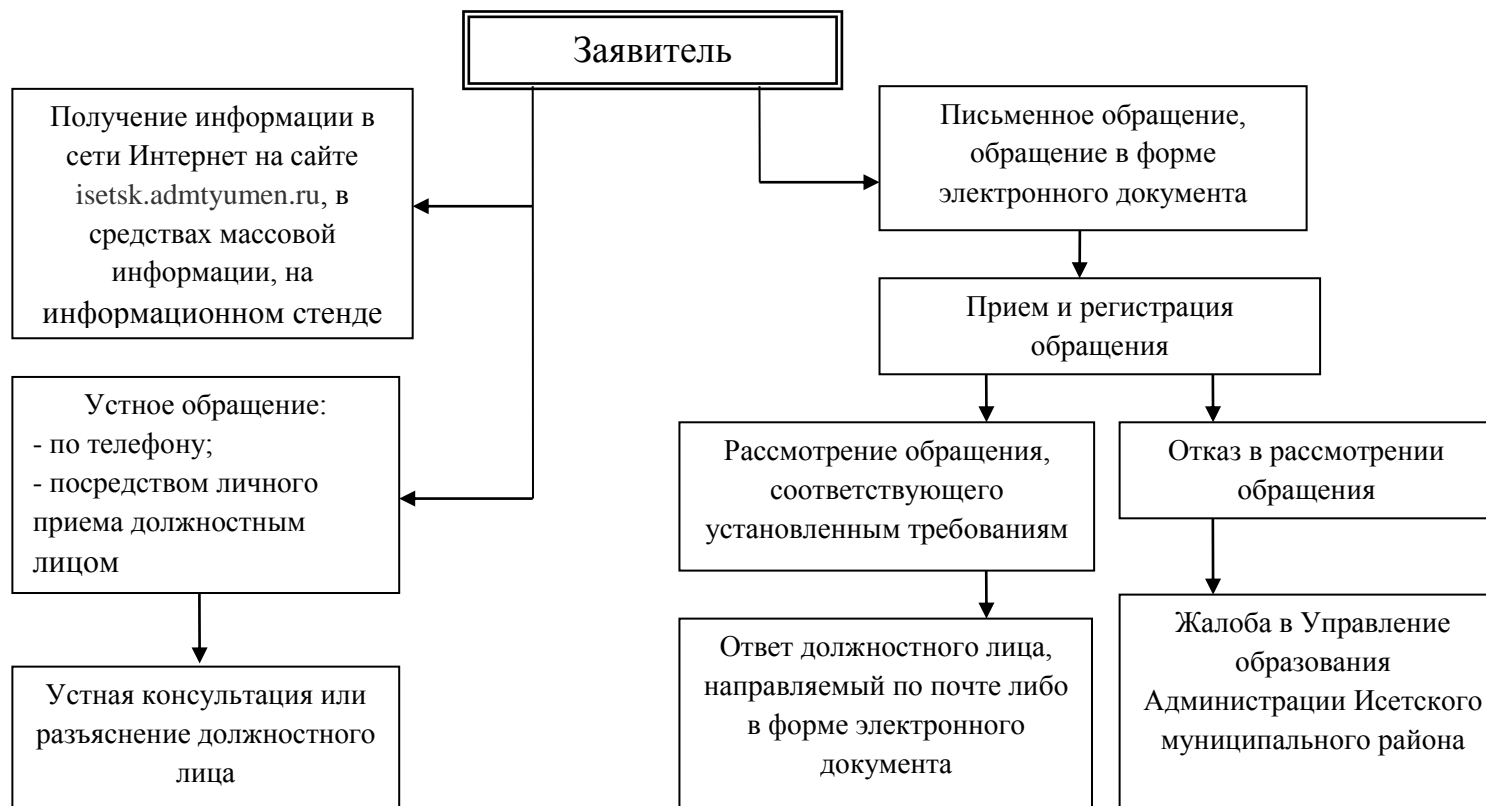 Заявитель
Получение информации в
сети Интернет на сайте
isetsk.admtyumen.ru, в
средствах массовой
информации, на
информационном стенде
Письменное обращение,
обращение в форме
электронного документа
Прием и регистрация
обращения
Устное обращение:
- по телефону;
- посредством личного
приема должностным
лицом
Рассмотрение обращения,
соответствующего
установленным требованиям
Отказ в рассмотрении
обращения
Устная консультация или
разъяснение должностного
лица
Ответ должностного лица,
направляемый по почте либо
в форме электронного
документа
Жалоба в Управление
образования
Администрации Исетского
муниципального района